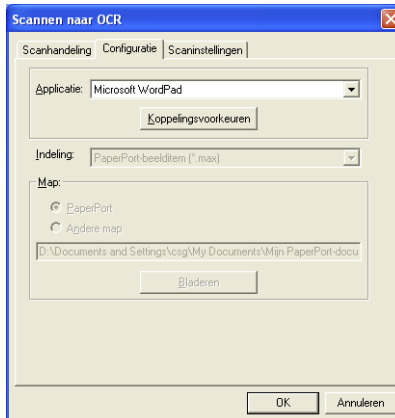 Scannen naar OCR
Scanhandeling Configuratie Scaninstellingen
Applicatie: Microsoft WordPad
Koppelingsvoorkeuren
Indeling: PaperPort-beelditem (*.max)
Map:
PaperPort
Andere map
D:\Documents and Settings\csg\My Documents\Mijn PaperPort-docu
Bladeren
OK Annuleren